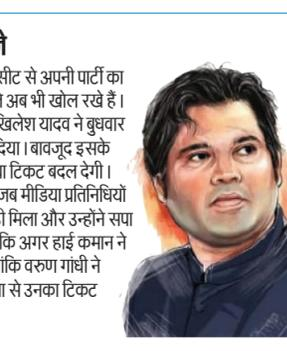 सीट से अपनी पार्टी का
अब भी खोल रखे हैं ।
खिलेश यादव ने बुधवार
दिया । बावजूद इसके
टिकट बदल देगी ।
जब मीडिया प्रतिनिधियों
मिला और उन्होंने सपा
कि अगर हाई कमान ने
कि वरुण गांधी ने
से उनका टिकट